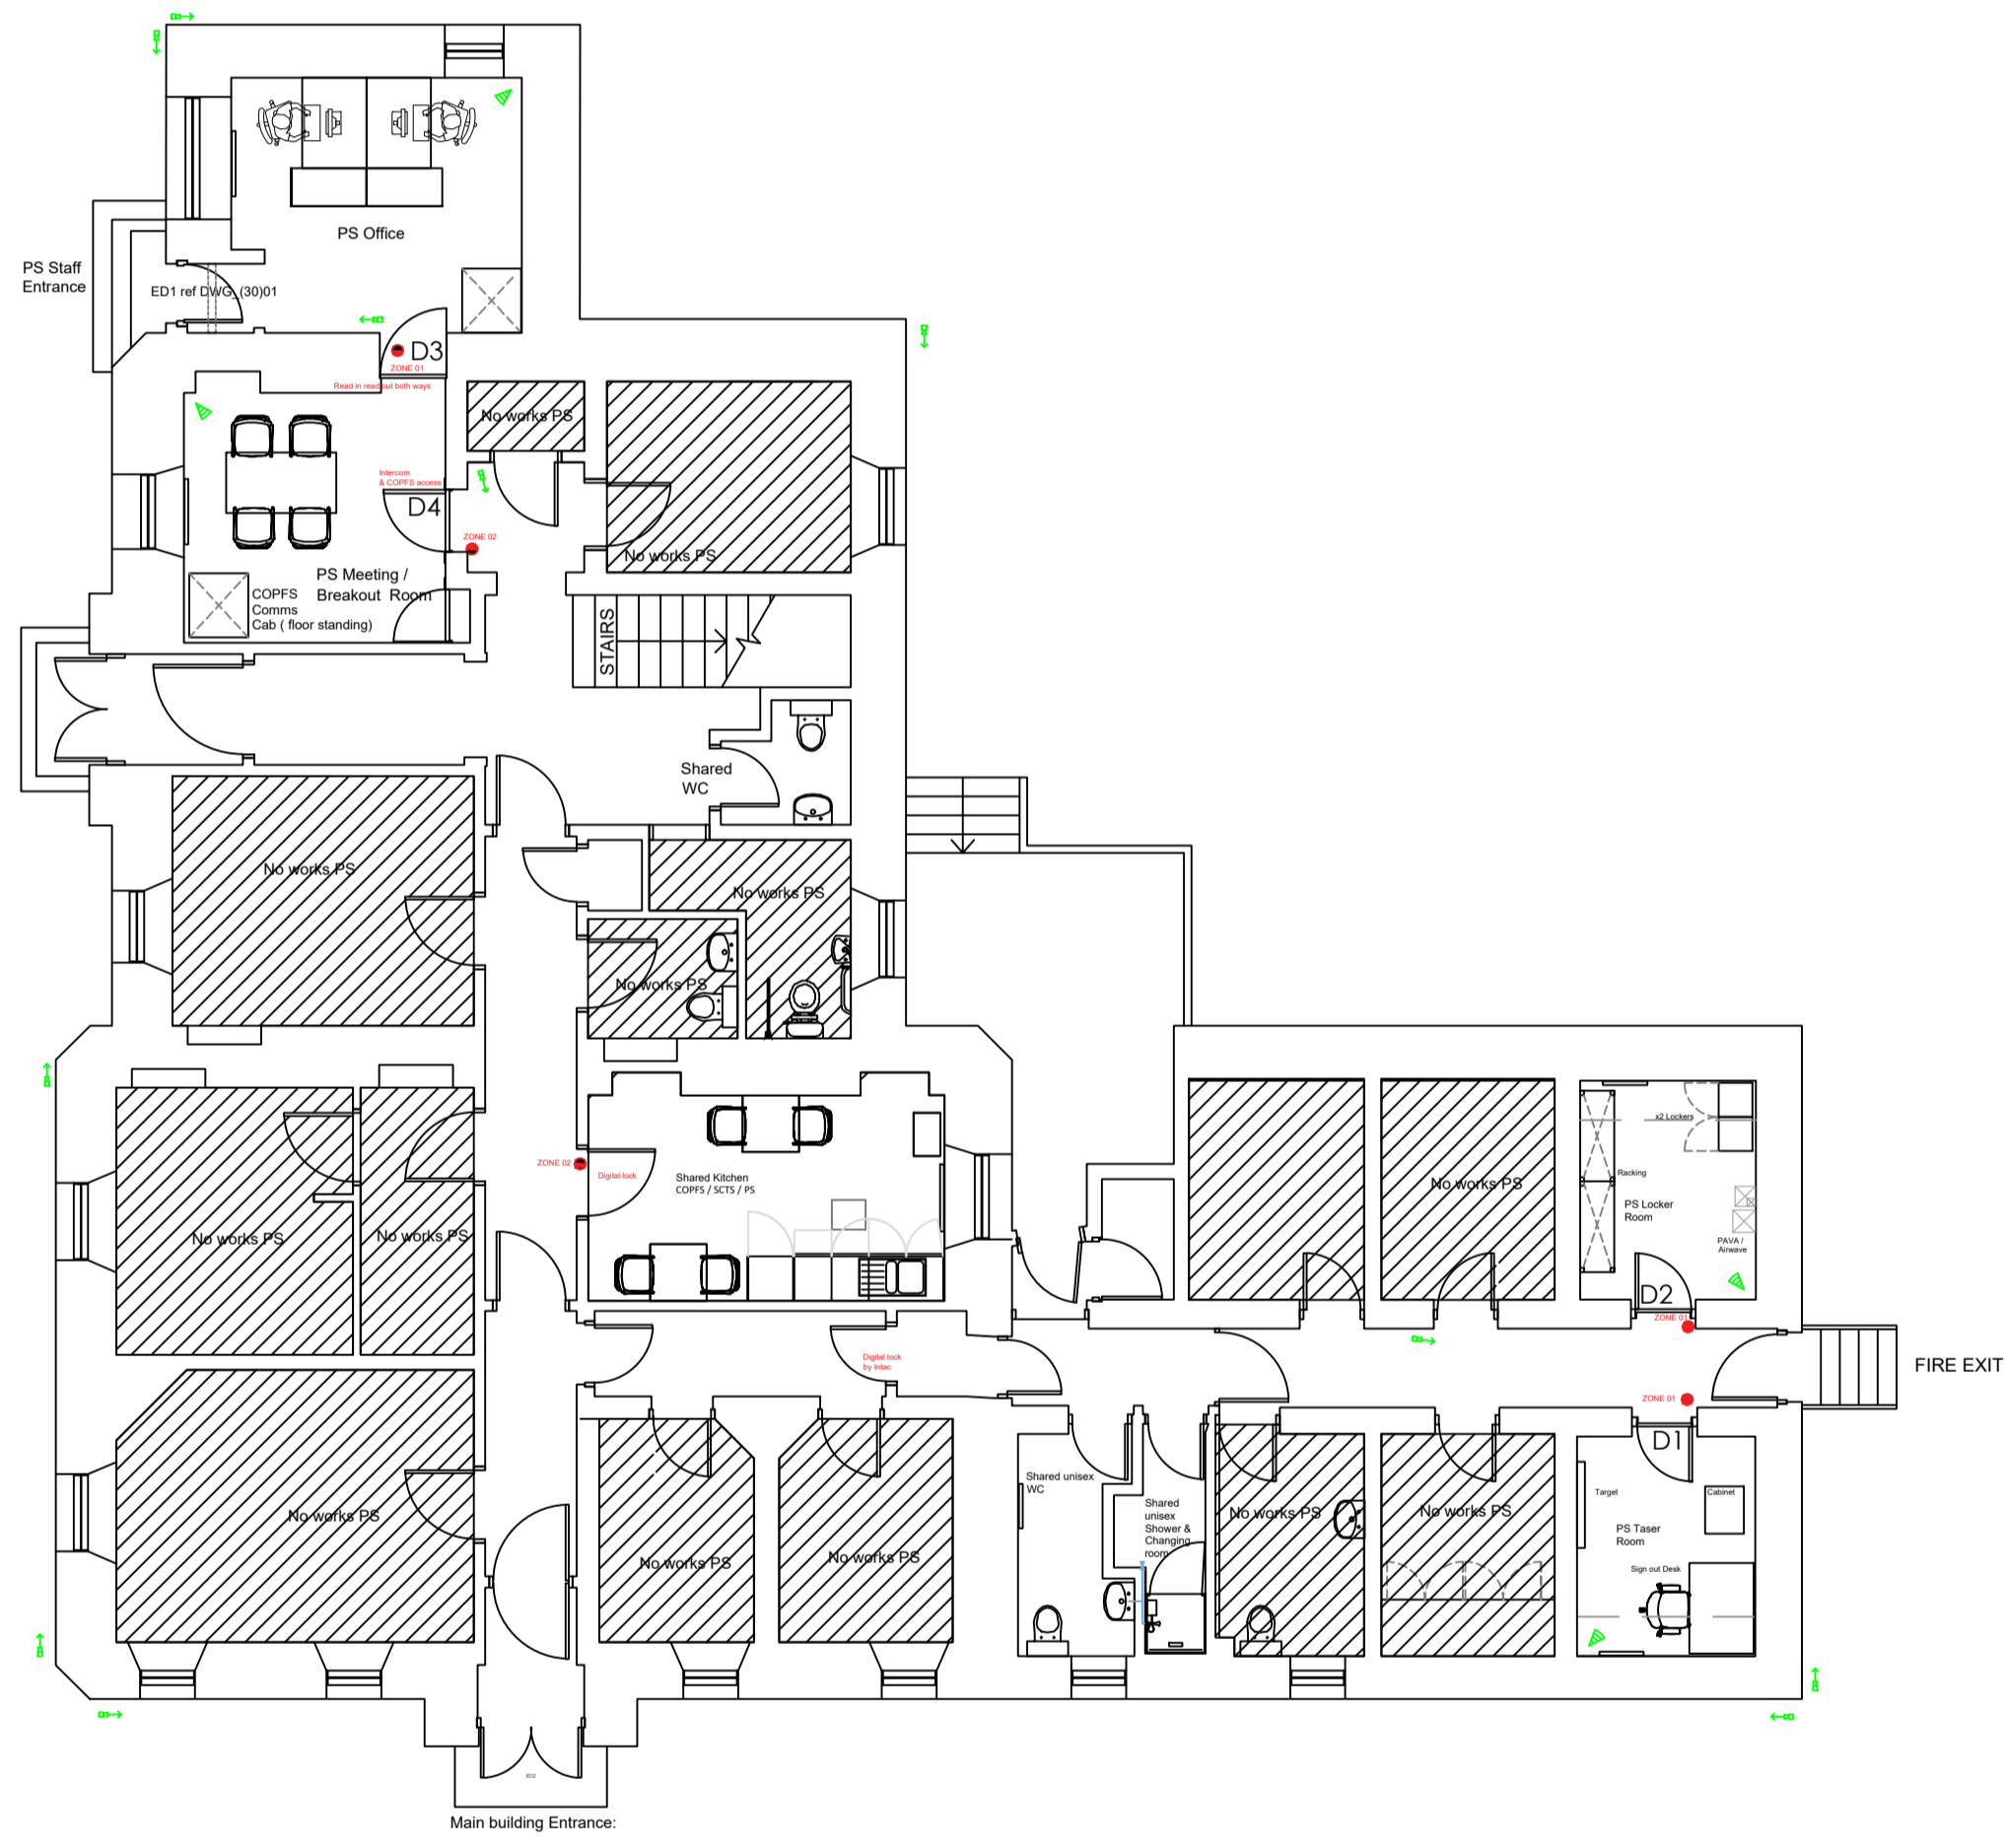 PS Office
PS Staff
Entrance
ED1 ref DWG_(30)01
D3
ZONE 01
Read in read out both ways
No works PS
Intercom
& COPFS access
D4
ZONE 02
No works PS
PS Meeting /
Breakout Room
COPFS
Comms
Cab ( floor standing)
STAIRS
Shared
WC
No works PS
No works PS
No works PS
x2 Lockers
ZONE 02
Digital lock
Shared Kitchen
COPFS / SCTS / PS
Racking
No works PS
PS Locker
Room
No works PS
No works PS
PAVA /
Airwave
D2
ZONE 01
Digital lock
by Intac
FIRE EXIT
ZONE 01
D1
Shared unisex
WC
Target
Cabinet
Shared
unisex
Shower &
Changing
room
No works PS
No works PS
No works PS
PS Taser
Room
No works PS
No works PS
Sign out Desk
ED2
Main building Entrance: